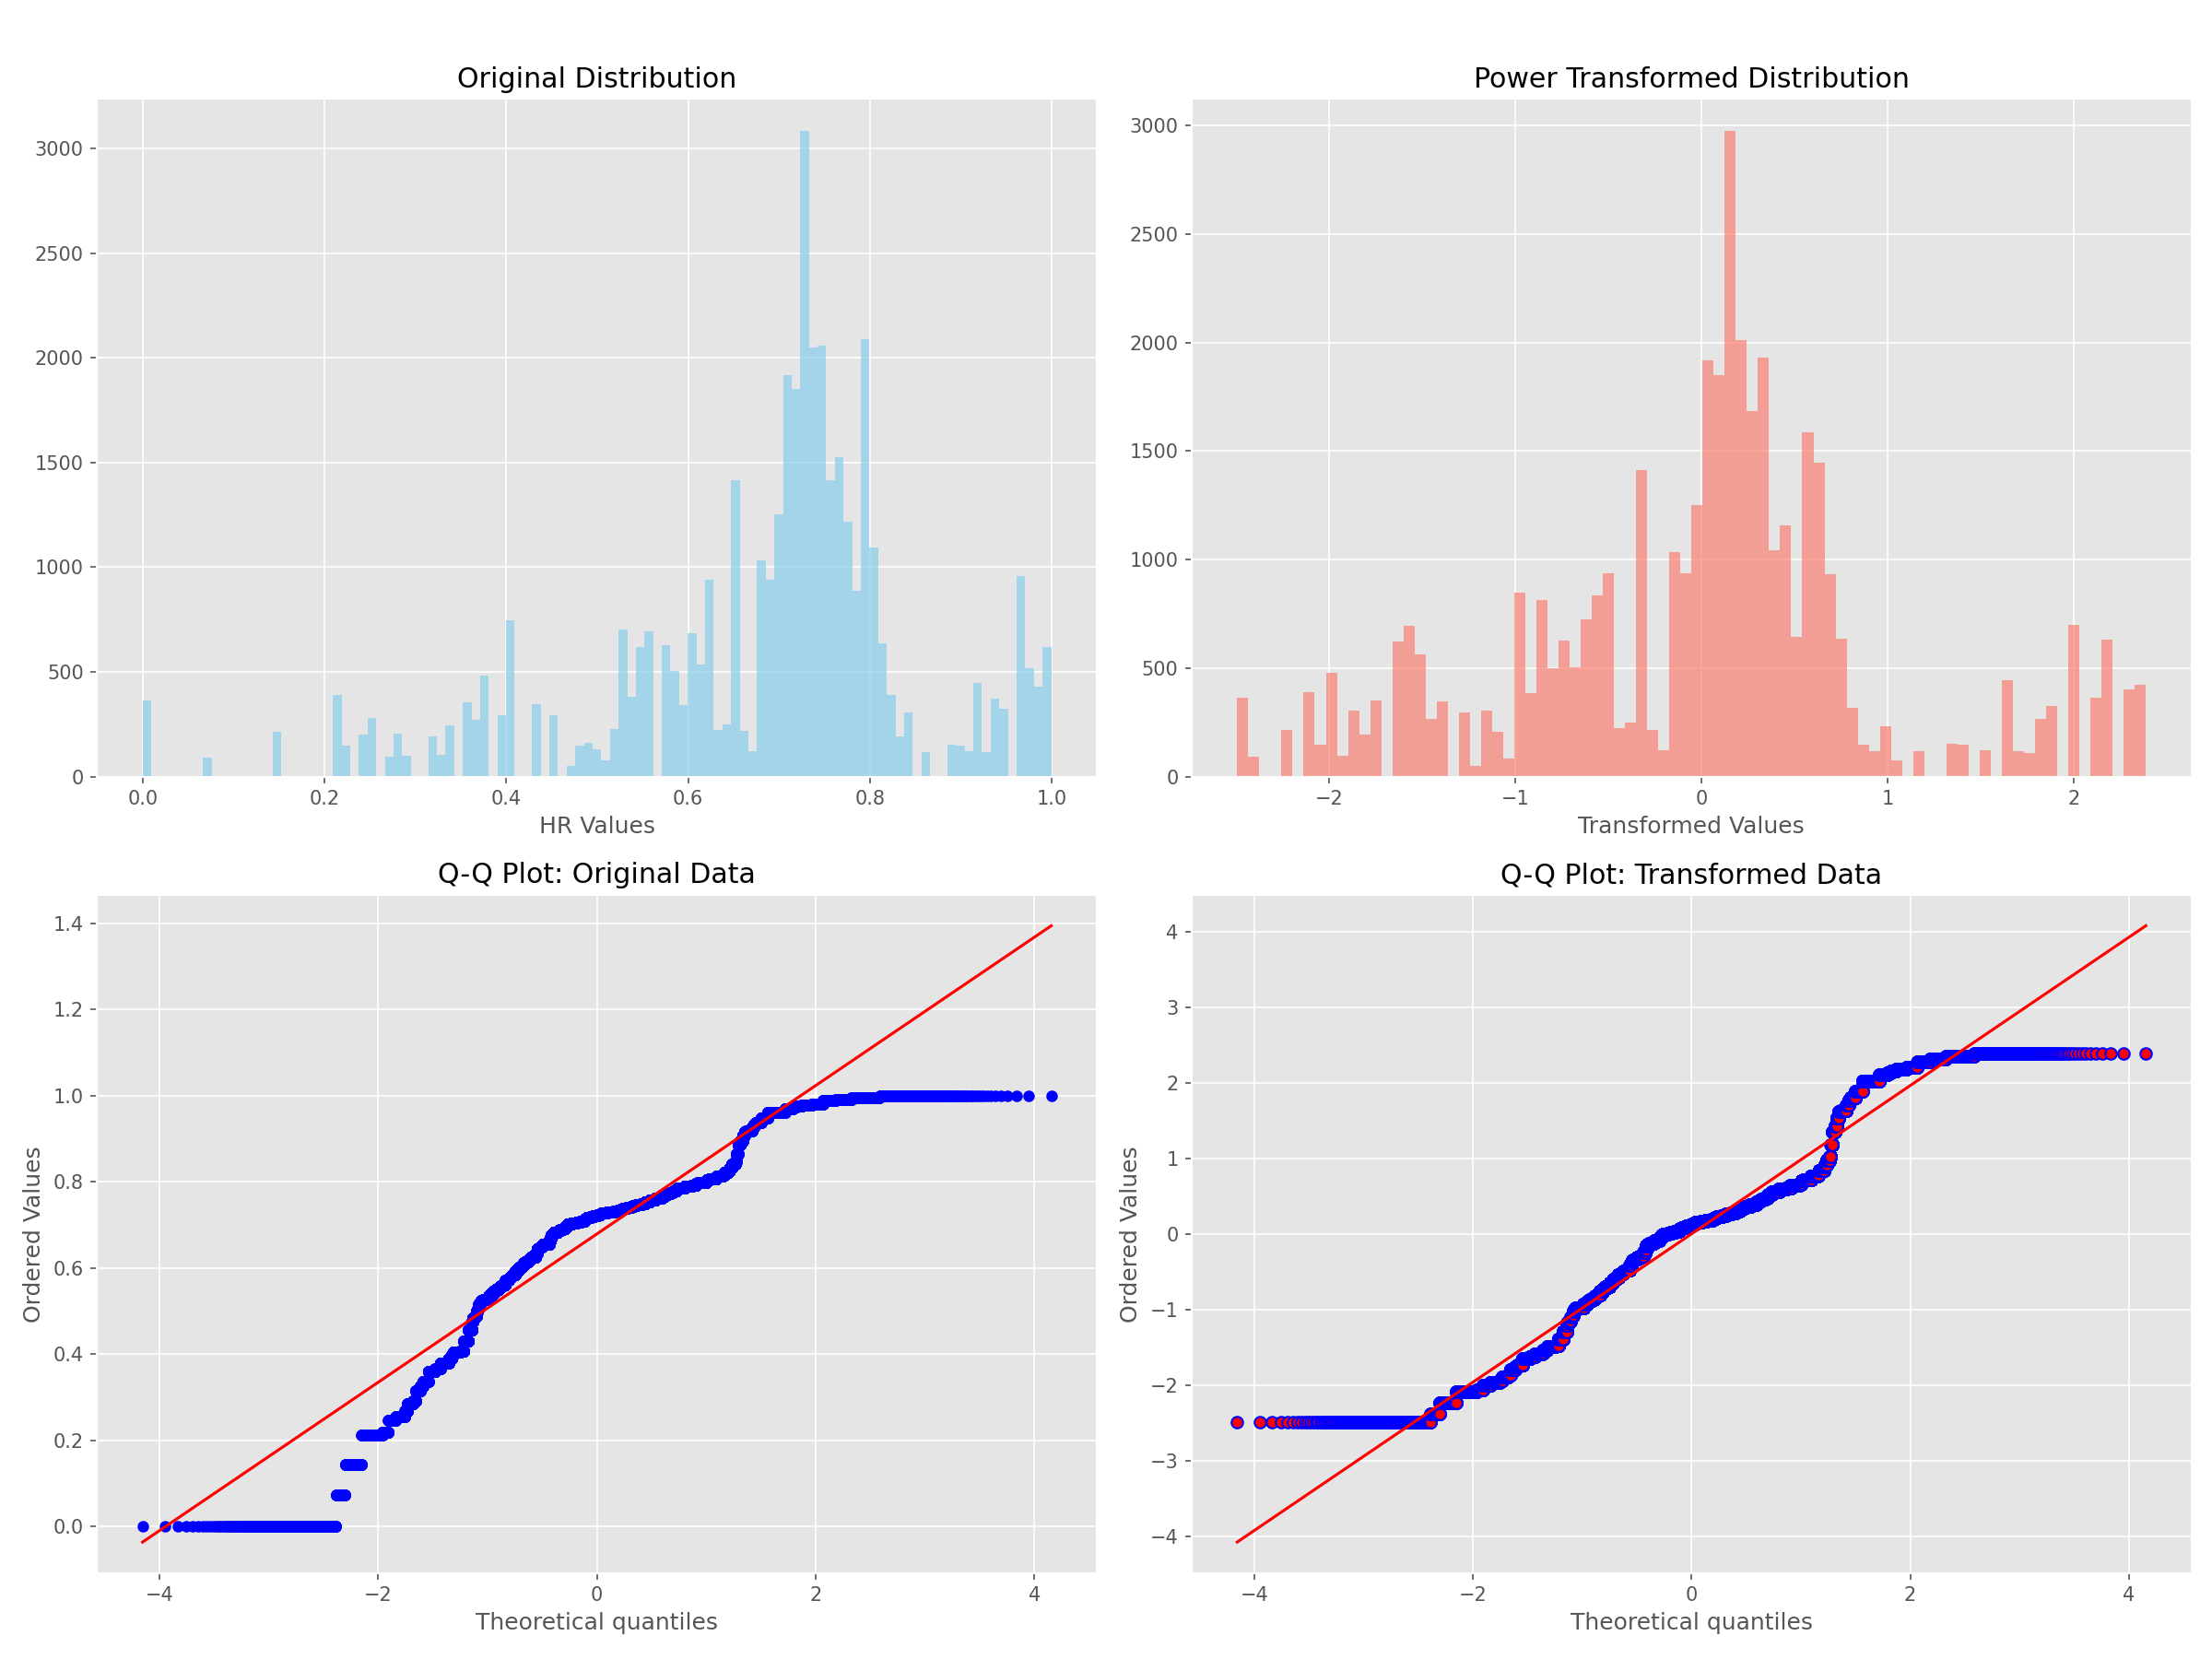 Original Distribution
3000
2500
2000
1500
1000
500
0
0.0 0.2 0.4 0.6 0.8 1.0
HR Values
Power Transformed Distribution
3000
2500
2000
1500
1000
500
0
−2 −1 0 1 2
Transformed Values
Q-Q Plot: Original Data
Ordered Values
1.4
1.2
1.0
0.8
0.6
0.4
0.2
0.0
−4 −2 0 2 4
Theoretical quantiles
Q-Q Plot: Transformed Data
Ordered Values
4
3
2
1
0
−1
−2
−3
−4
−4 −2 0 2 4
Theoretical quantiles